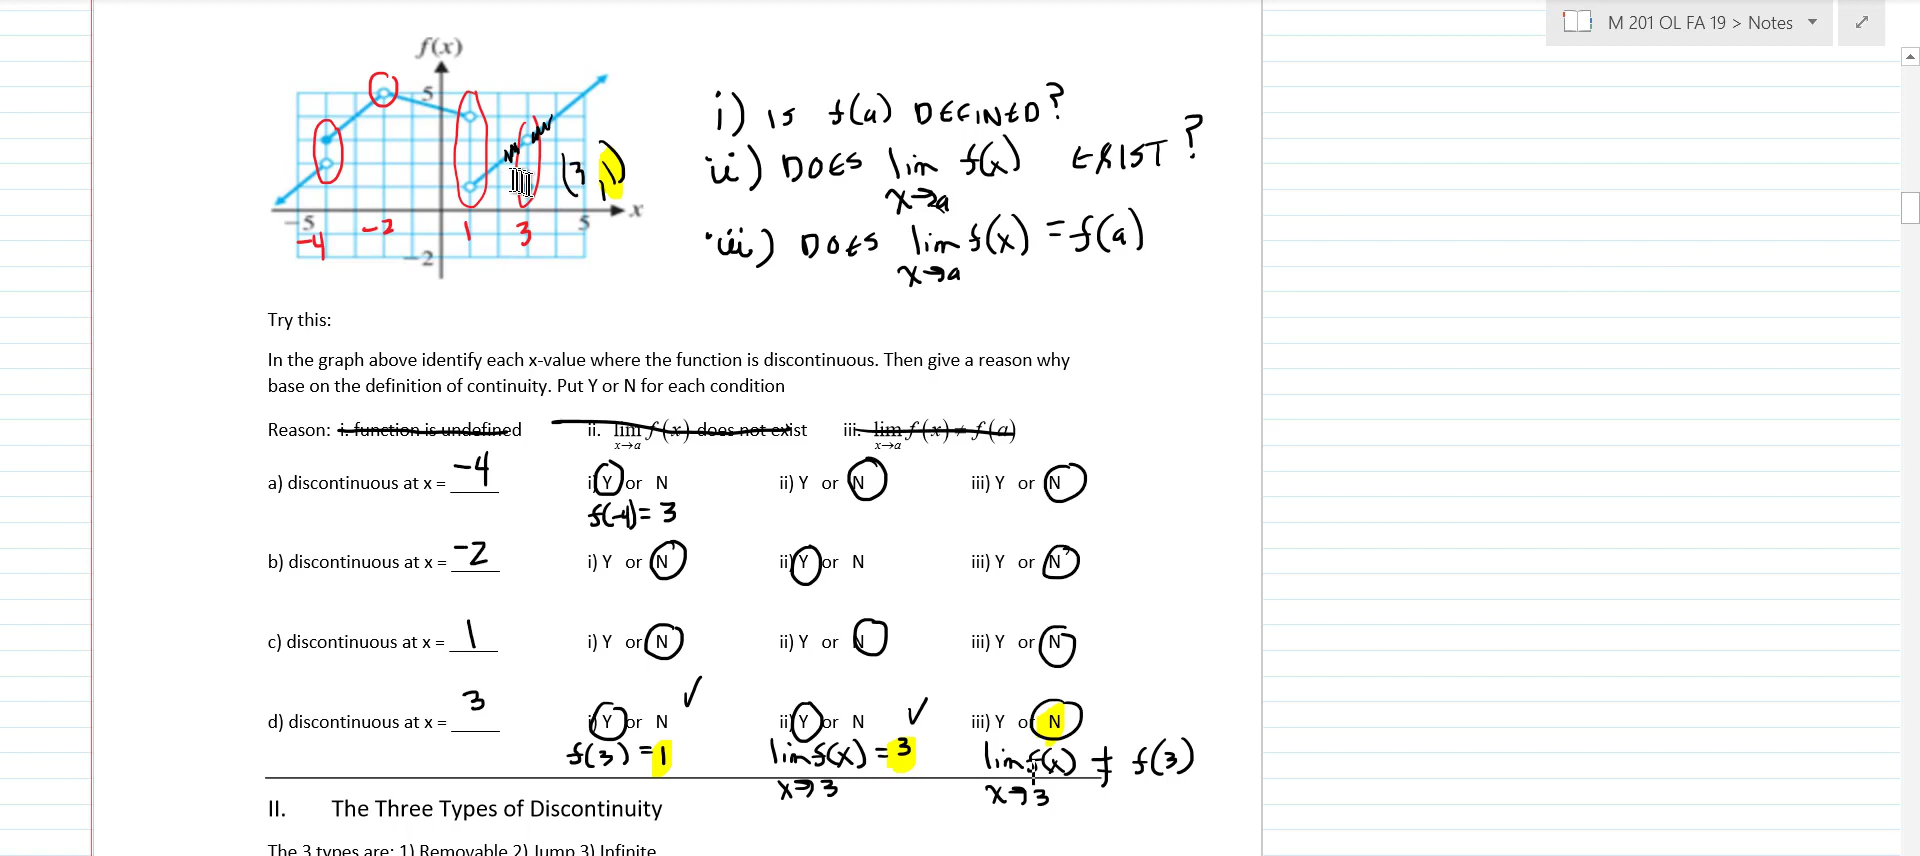 M 201 OL FA 19 > Notes
f(x)
5
(3, 1)
-5
5
x
-4
-2
1
3
-2
i) IS f(a) DEFINED?
ii) DOES lim x→a f(x) EXIST?
iii) DOES lim x→a f(x) = f(a)
Try this:
In the graph above identify each x-value where the function is discontinuous. Then give a reason why
base on the definition of continuity. Put Y or N for each condition
Reason: i. function is undefined ii. lim x→a f(x) does not exist iii. lim x→a f(x) ≠ f(a)
a) discontinuous at x = -4 i) Y or N ii) Y or N iii) Y or N
f(-4) = 3
b) discontinuous at x = -2 i) Y or N ii) Y or N iii) Y or N
c) discontinuous at x = 1 i) Y or N ii) Y or N iii) Y or N
d) discontinuous at x = 3 i) Y or N ✓ ii) Y or N ✓ iii) Y or N
f(3) = 1 lim x→3 f(x) = 3 lim x→3 f(x) ≠ f(3)
II. The Three Types of Discontinuity
The 3 types are: 1) Removable 2) Jump 3) Infinite